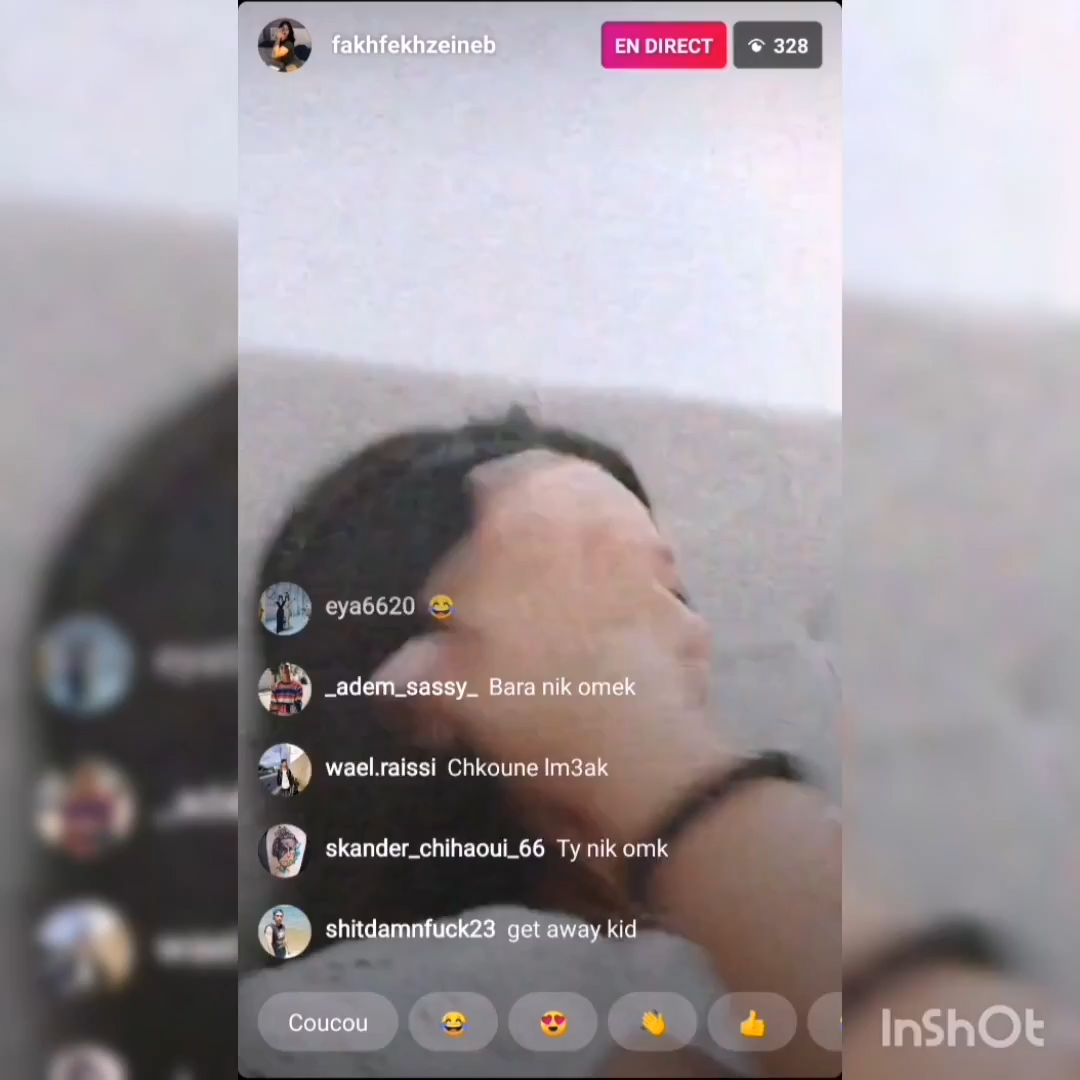 fakhfekhzeineb
EN DIRECT
328
eya6620 😂
_adem_sassy_ Bara nik omek
wael.raissi Chkoune lm3ak
skander_chihaoui_66 Ty nik omk
shitdamnfuck23 get away kid
Coucou 😂 😍 👋 👍
InShOt